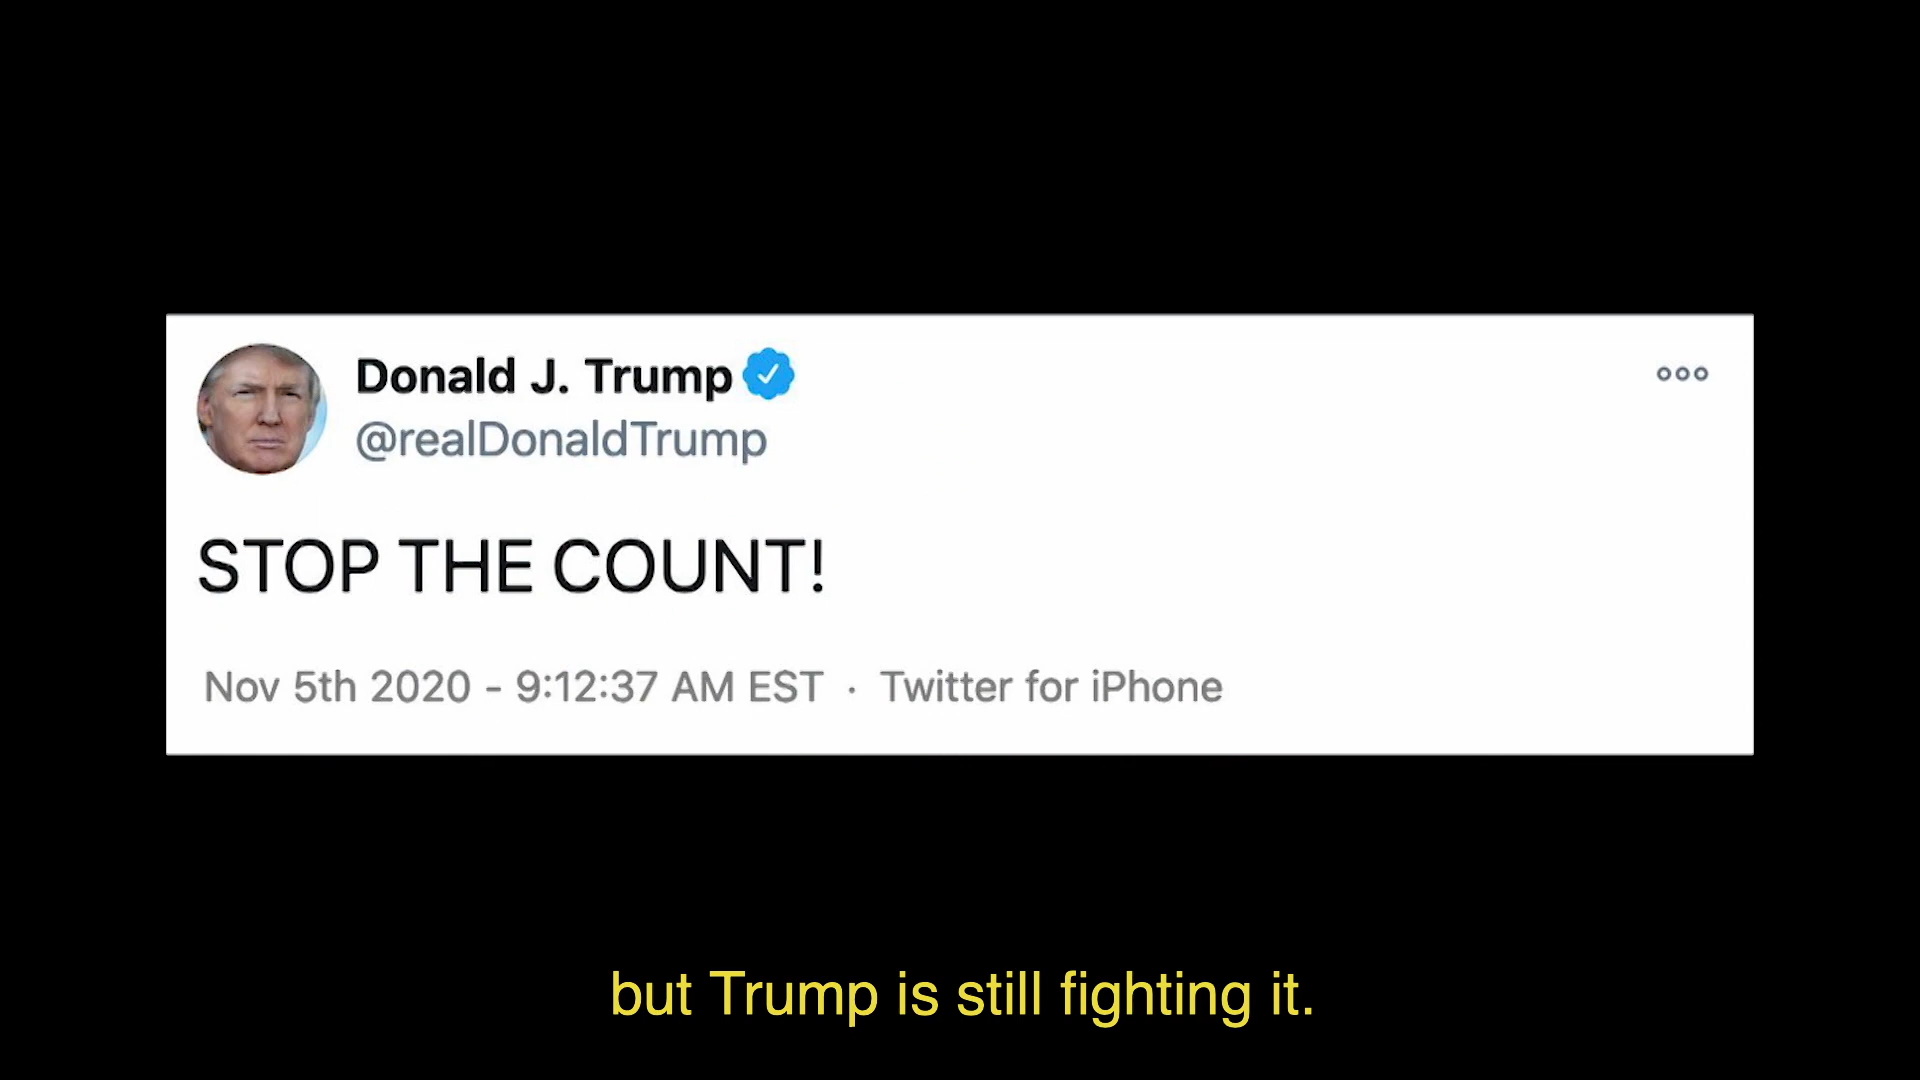 Donald J. Trump
@realDonaldTrump
STOP THE COUNT!
Nov 5th 2020 - 9:12:37 AM EST · Twitter for iPhone
but Trump is still fighting it.